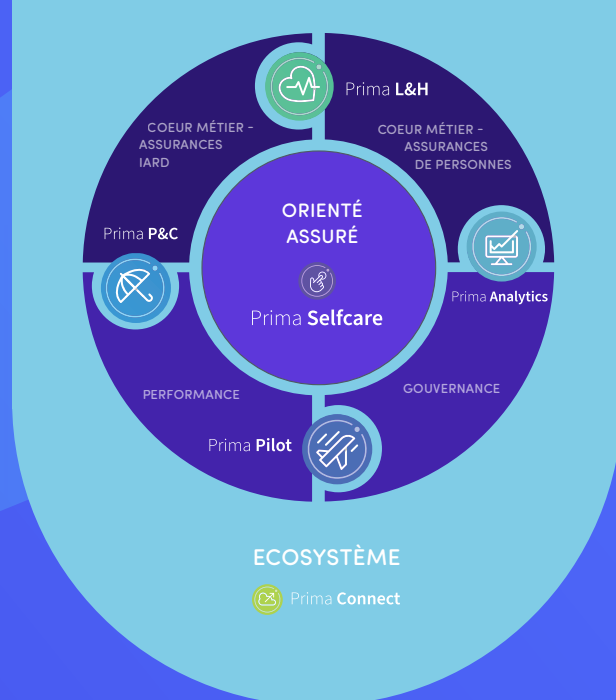 Prima L&H
COEUR MÉTIER -
ASSURANCES
IARD
COEUR MÉTIER -
ASSURANCES
DE PERSONNES
Prima P&C
ORIENTÉ
ASSURÉ
Prima Selfcare
Prima Analytics
PERFORMANCE
GOUVERNANCE
Prima Pilot
ECOSYSTÈME
Prima Connect